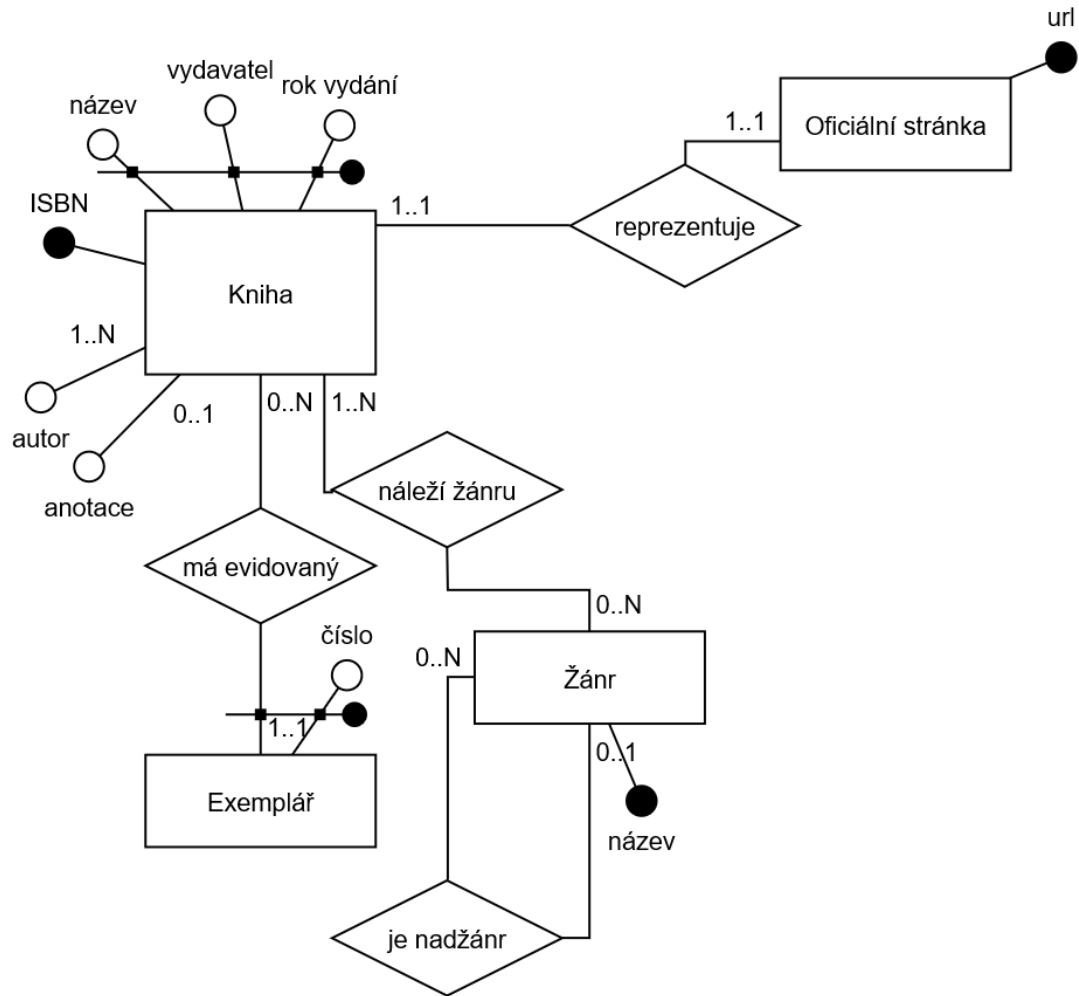 url
vydavatel
rok vydání
název
1..1
Oficiální stránka
ISBN
1..1
reprezentuje
Kniha
1..N
0..1
0..N
1..N
autor
anotace
náleží žánru
má evidovaný
číslo
0..N
0..N
Žánr
1..1
0..1
Exemplář
název
je nadžánr